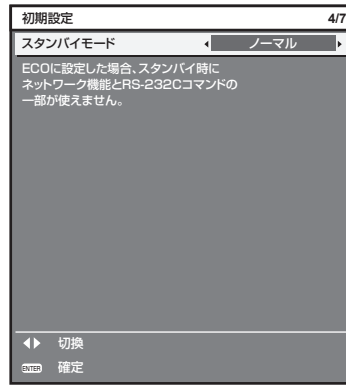 初期設定 4/7
スタンバイモード ノーマル
ECOに設定した場合、スタンバイ時に
ネットワーク機能とRS-232Cコマンドの
一部が使えません。
切換
ENTER 確定